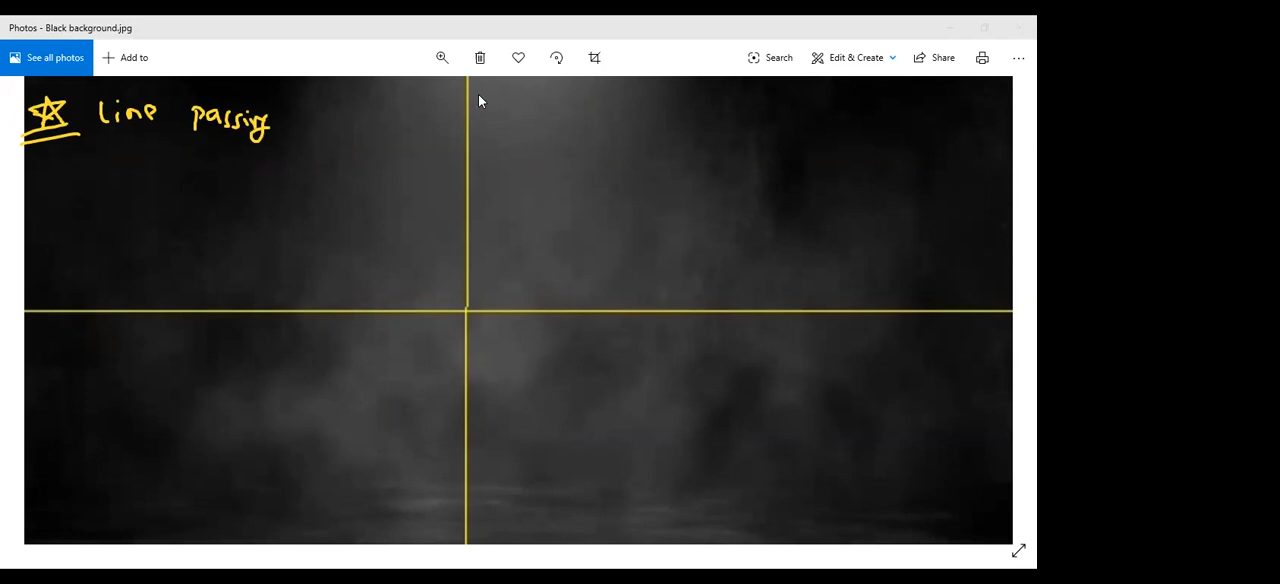 Photos - Black background.jpg
See all photos
Add to
Search
Edit & Create
Share
line passing